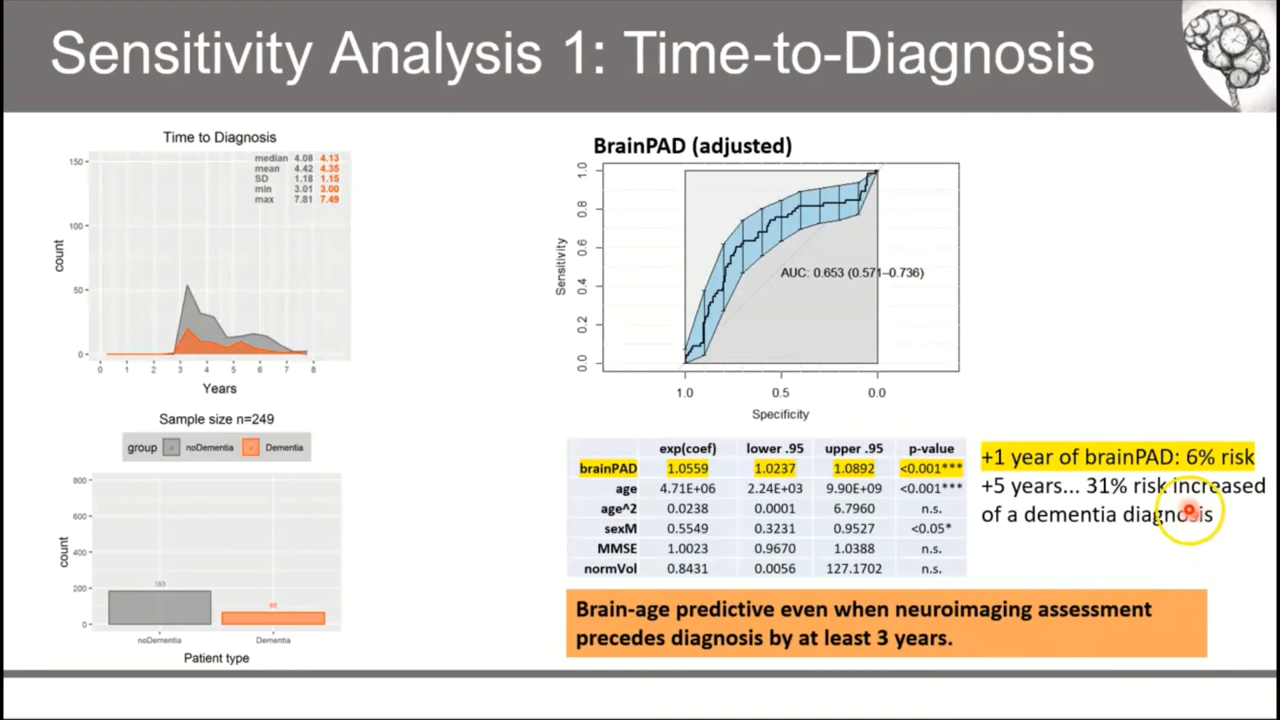 Sensitivity Analysis 1: Time-to-Diagnosis
Time to Diagnosis
median 4.08 4.13
mean 4.42 4.35
SD 1.18 1.15
min 3.01 3.00
max 7.81 7.49
150
100
50
0
count
0 1 2 3 4 5 6 7 8
Years
Sample size n=249
group noDementia Dementia
800
600
400
200
0
count
183
66
noDementia Dementia
Patient type
BrainPAD (adjusted)
1.0
0.8
0.6
0.4
0.2
0.0
Sensitivity
AUC: 0.653 (0.571–0.736)
1.0 0.5 0.0
Specificity
exp(coef) lower .95 upper .95 p-value
brainPAD 1.0559 1.0237 1.0892 <0.001***
age 4.71E+06 2.24E+03 9.90E+09 <0.001***
age^2 0.0238 0.0001 6.7960 n.s.
sexM 0.5549 0.3231 0.9527 <0.05*
MMSE 1.0023 0.9670 1.0388 n.s.
normVol 0.8431 0.0056 127.1702 n.s.
+1 year of brainPAD: 6% risk
+5 years... 31% risk increased
of a dementia diagnosis
Brain-age predictive even when neuroimaging assessment
precedes diagnosis by at least 3 years.